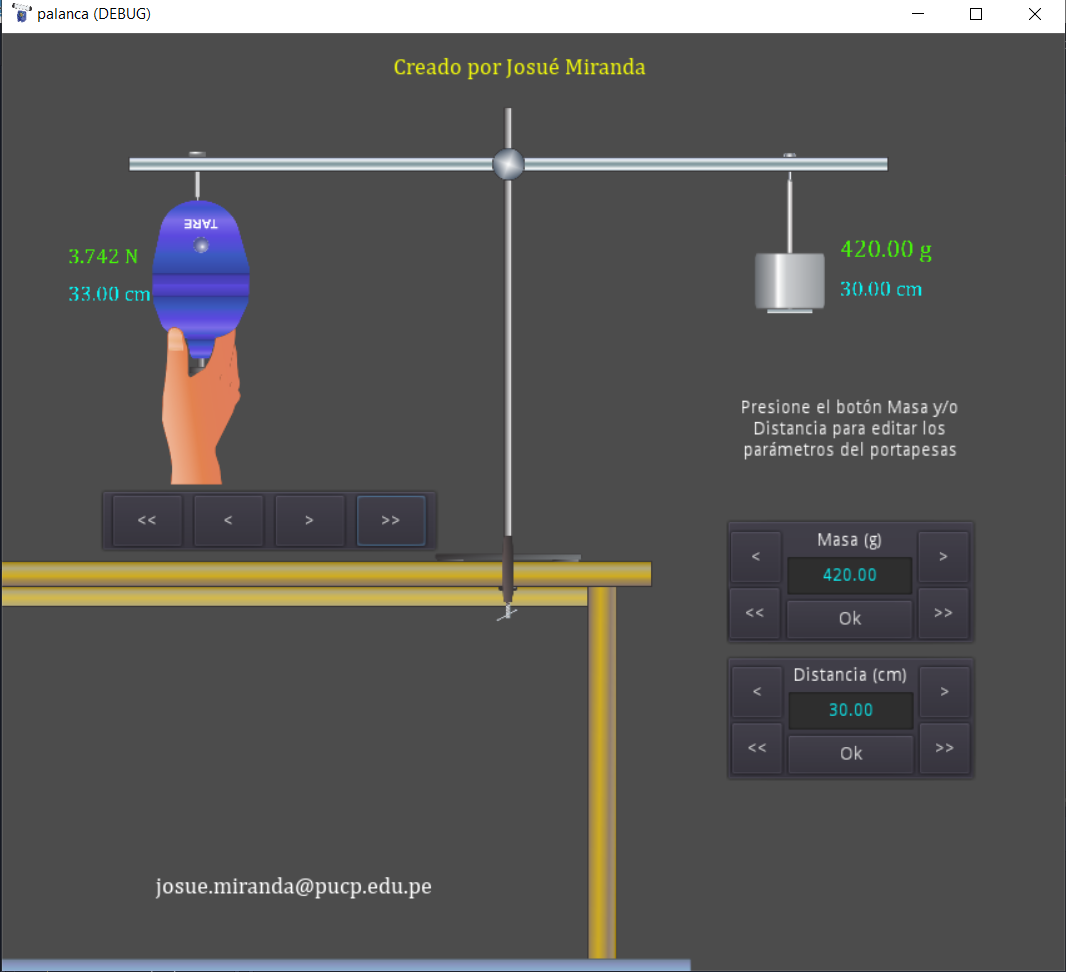 palanca (DEBUG)
Creado por Josué Miranda
TARE
3.742 N
33.00 cm
420.00 g
30.00 cm
Presione el botón Masa y/o
Distancia para editar los
parámetros del portapesas
<< < > >>
Masa (g)
< 420.00 >
<< Ok >>
Distancia (cm)
< 30.00 >
<< Ok >>
josue.miranda@pucp.edu.pe